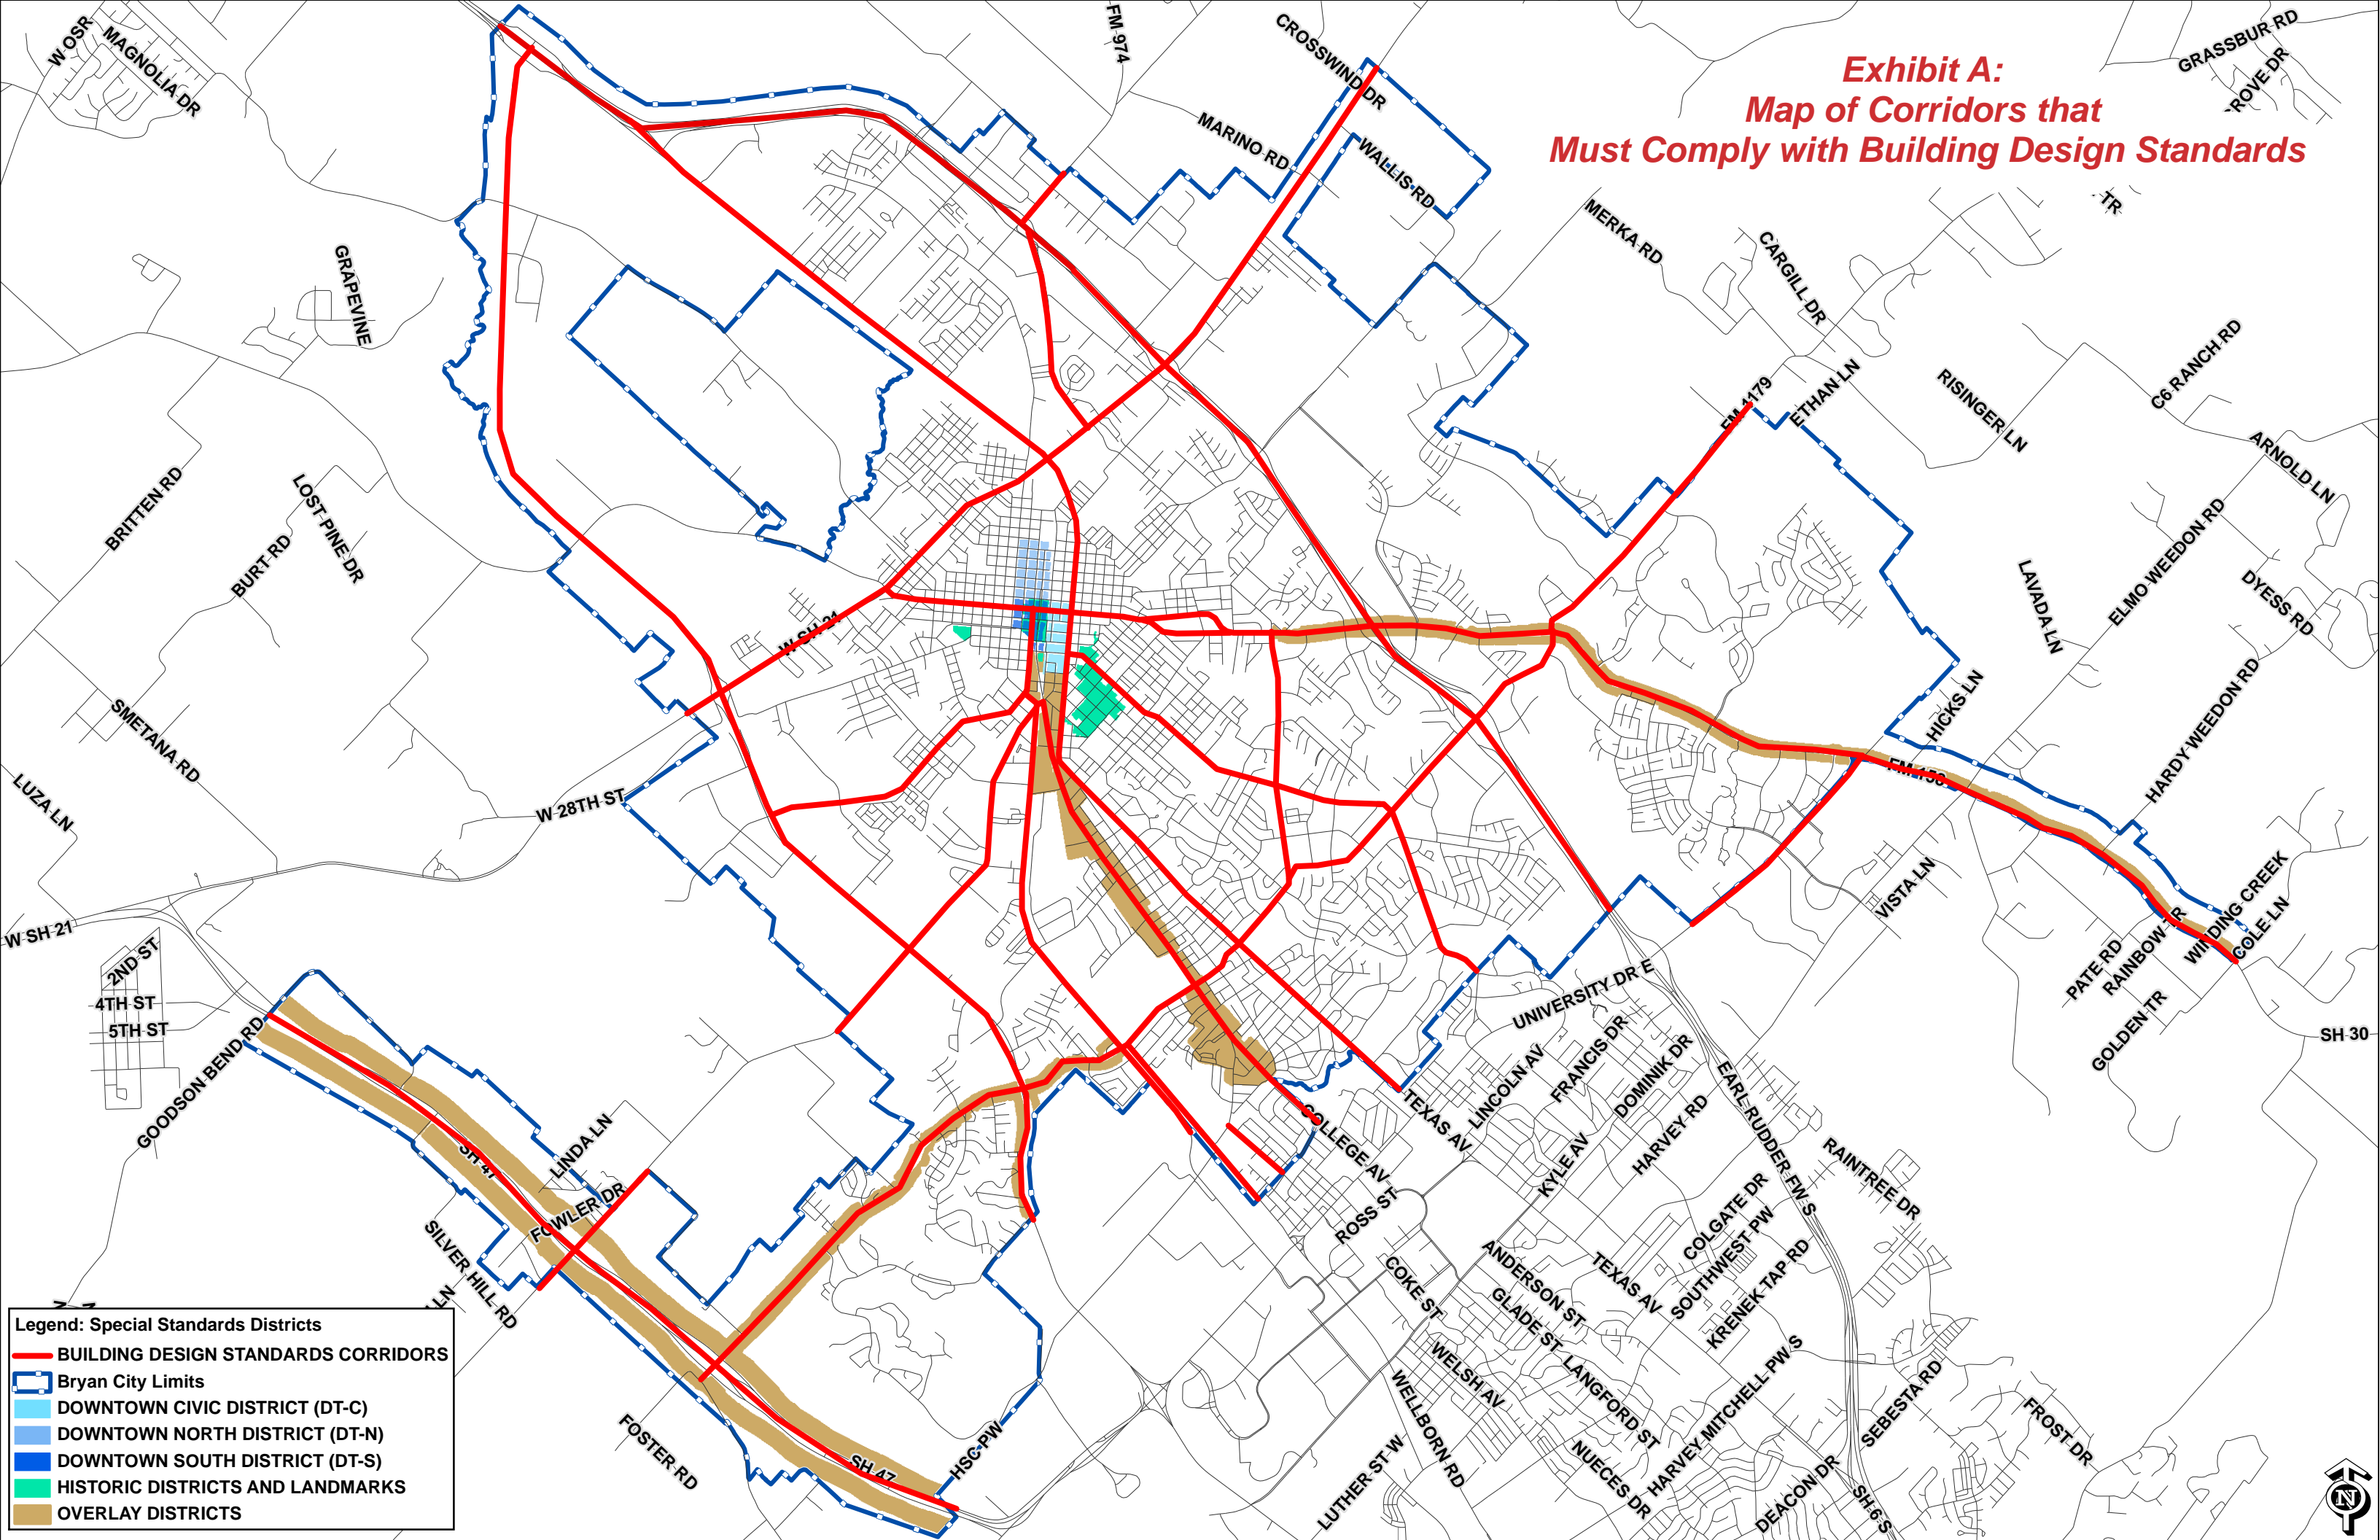 Exhibit A:
Map of Corridors that
Must Comply with Building Design Standards
W OSR
MAGNOLIA DR
FM 974
CROSSWIND DR
MARINO RD
WALLIS RD
GRASSBUR RD
ROVE DR
TR
MERKA RD
CARGILL DR
GRAPEVINE
FM 1179
ETHAN LN
RISINGER LN
C6 RANCH RD
ARNOLD LN
BRITTEN RD
LOST PINE DR
BURT RD
ELMO WEEDON RD
LAVADA LN
DYESS RD
W SH 21
HICKS LN
HARDY WEEDON RD
SMETANA RD
LUZA LN
W 28TH ST
FM 158
VISTA LN
WINDING CREEK
COLE LN
RAINBOW TR
PATE RD
GOLDEN TR
SH 30
W SH 21
2ND ST
4TH ST
5TH ST
GOODSON BEND RD
UNIVERSITY DR E
LINCOLN AV
FRANCIS DR
DOMINIK DR
EARL RUDDER FW S
TEXAS AV
COLLEGE AV
KYLE AV
HARVEY RD
RAINTREE DR
SH 47
LINDA LN
FOWLER DR
SILVER HILL RD
LN
ROSS ST
COLGATE DR
SOUTHWEST PW
KRENEK TAP RD
TEXAS AV
ANDERSON ST
COKE ST
GLADE ST
LANGFORD ST
WELSH AV
WELLBORN RD
HARVEY MITCHELL PW S
SEBESTA RD
FROST DR
FOSTER RD
SH 47
HSC PW
LUTHER ST W
NUECES DR
DEACON DR
SH 6 S
Legend: Special Standards Districts
BUILDING DESIGN STANDARDS CORRIDORS
Bryan City Limits
DOWNTOWN CIVIC DISTRICT (DT-C)
DOWNTOWN NORTH DISTRICT (DT-N)
DOWNTOWN SOUTH DISTRICT (DT-S)
HISTORIC DISTRICTS AND LANDMARKS
OVERLAY DISTRICTS
N